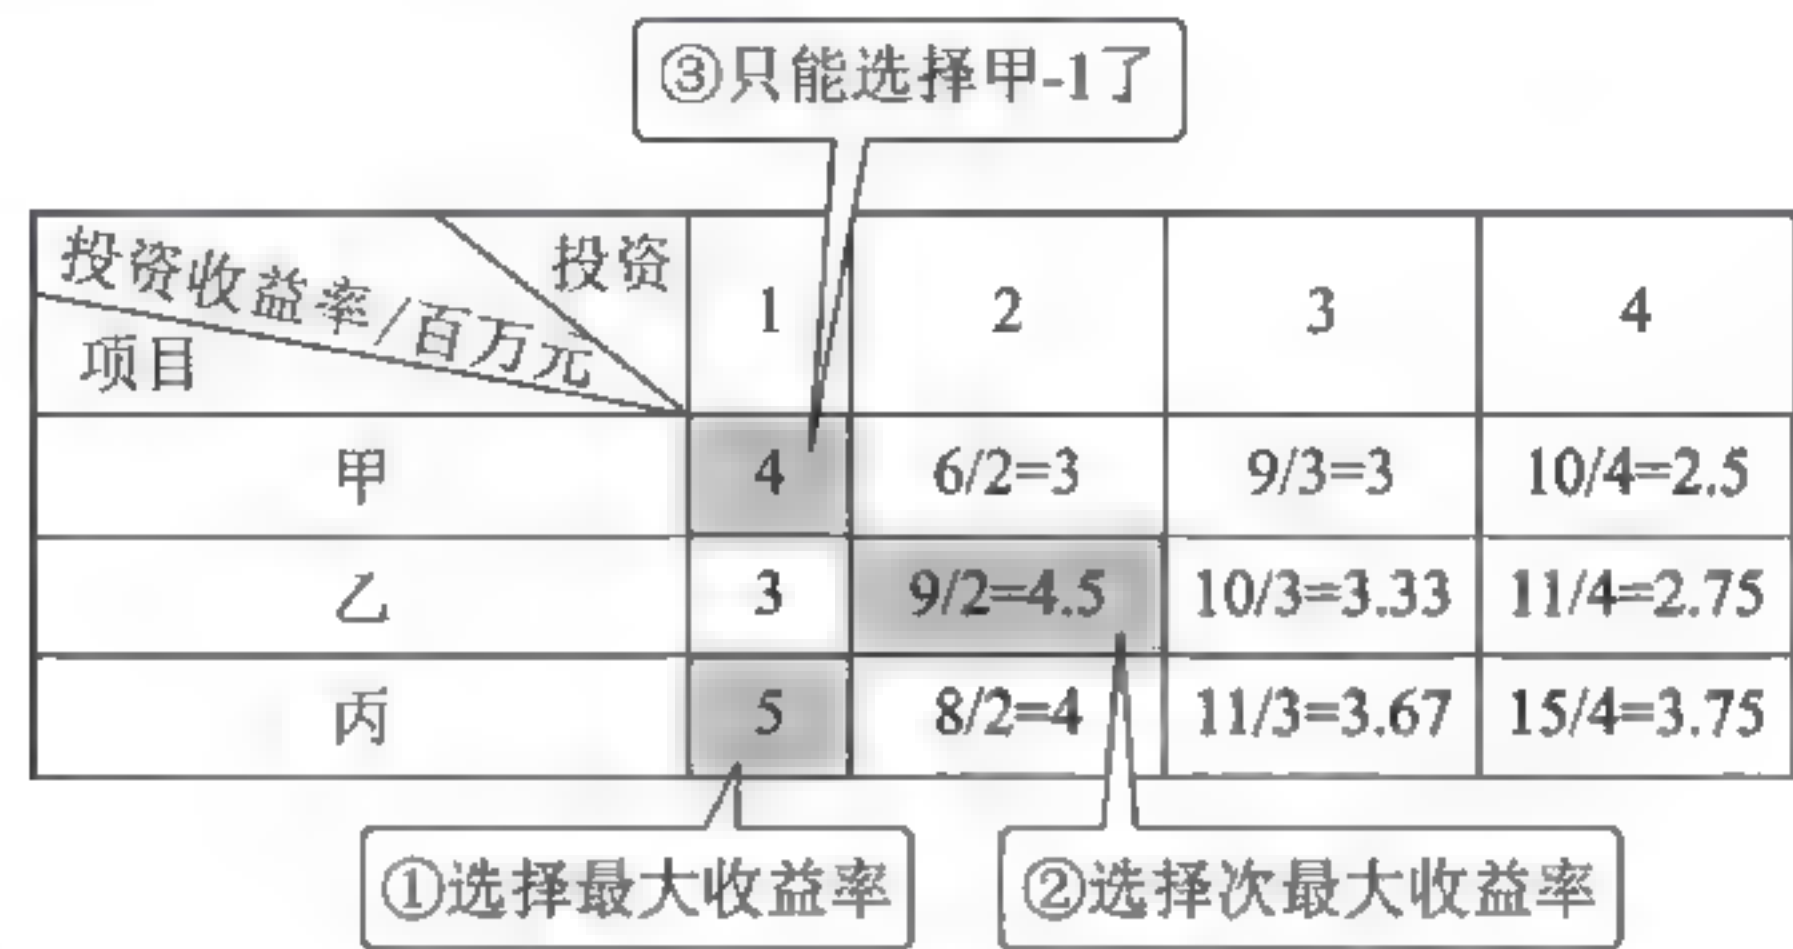 ③只能选择甲-1了
投资收益率/百万元 投资 1 2 3 4
项目
甲 4 6/2=3 9/3=3 10/4=2.5
乙 3 9/2=4.5 10/3=3.33 11/4=2.75
丙 5 8/2=4 11/3=3.67 15/4=3.75
①选择最大收益率 ②选择次最大收益率